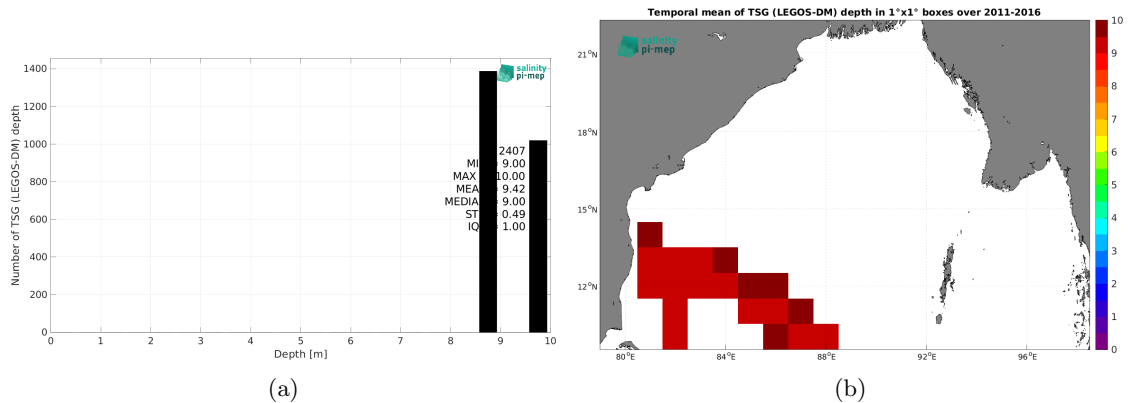 Number of TSG (LEGOS-DM) depth
1400
1200
1000
800
600
400
200
0
salinity
pi-mep
2407
MI = 9.00
MAX 10.00
MEA = 9.42
MEDIA = 9.00
ST = 0.49
IQ = 1.00
0 1 2 3 4 5 6 7 8 9 10
Depth [m]
(a)
Temporal mean of TSG (LEGOS-DM) depth in 1°x1° boxes over 2011-2016
salinity
pi-mep
21°N
18°N
15°N
12°N
80°E 84°E 88°E 92°E 96°E
10
9
8
7
6
5
4
3
2
1
0
(b)